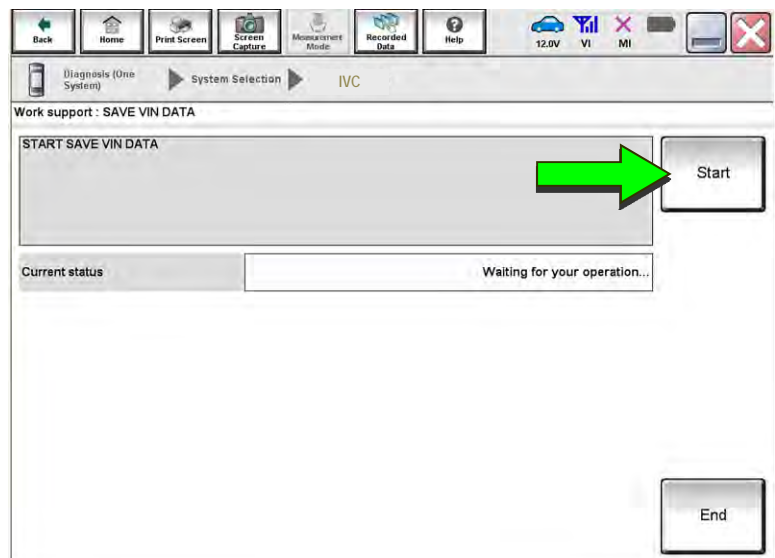 Back
Home
Print Screen
Screen
Capture
Measurement
Mode
Recorded
Data
Help
12.0V
VI
MI
Diagnosis (One
System)
System Selection
IVC
Work support : SAVE VIN DATA
START SAVE VIN DATA
Start
Current status
Waiting for your operation...
End